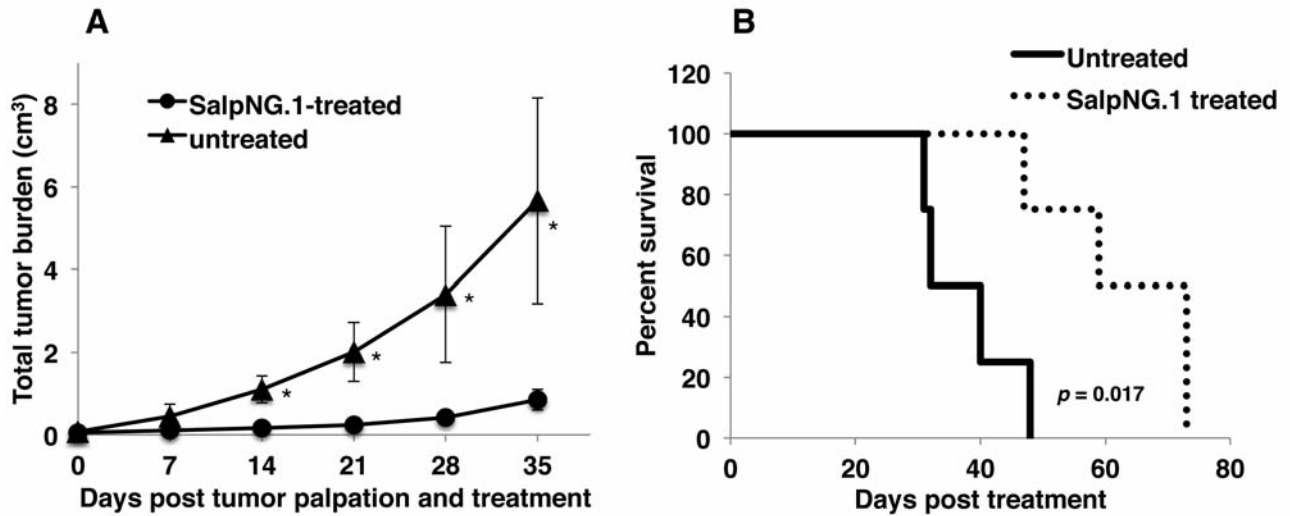 A
Total tumor burden (cm³)
8
6
4
2
0
SalpNG.1-treated
untreated
*
*
*
*
0 7 14 21 28 35
Days post tumor palpation and treatment
B
Untreated
SalpNG.1 treated
Percent survival
120
100
80
60
40
20
0
p = 0.017
0 20 40 60 80
Days post treatment